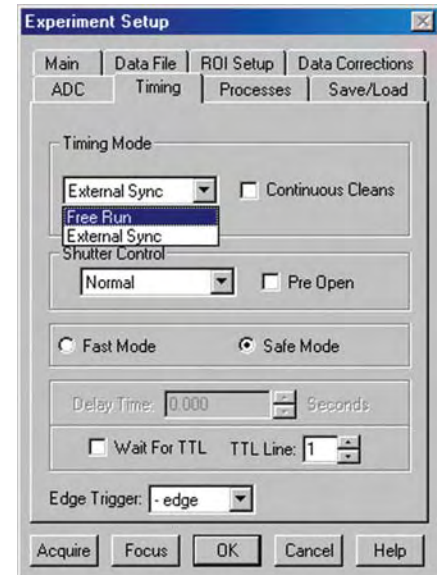 Experiment Setup
Main Data File ROI Setup Data Corrections
ADC Timing Processes Save/Load
Timing Mode
External Sync Continuous Cleans
Free Run
External Sync
Shutter Control
Normal Pre Open
Fast Mode Safe Mode
Delay Time: 0.000 Seconds
Wait For TTL TTL Line: 1
Edge Trigger: - edge
Acquire Focus OK Cancel Help